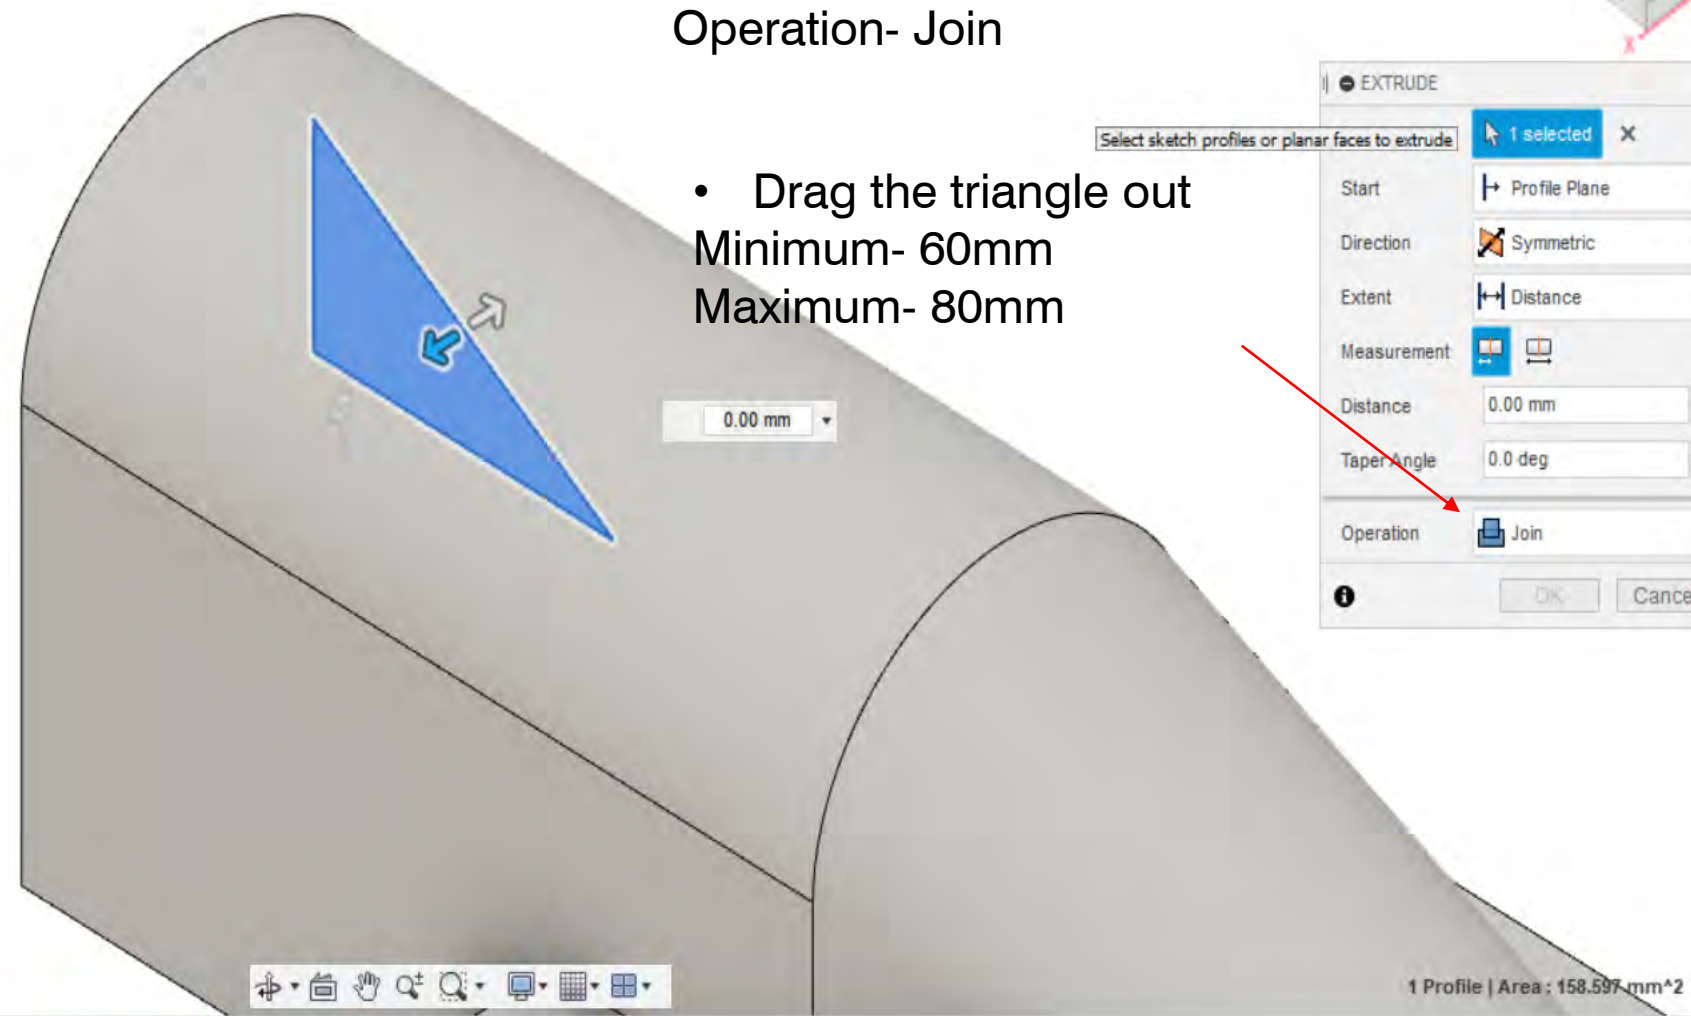 Operation- Join
X
EXTRUDE
Select sketch profiles or planar faces to extrude
1 selected
• Drag the triangle out
Minimum- 60mm
Maximum- 80mm
Start Profile Plane
Direction Symmetric
Extent Distance
Measurement
Distance 0.00 mm
0.00 mm
Taper Angle 0.0 deg
Operation Join
OK Cance
1 Profile | Area : 158.597 mm^2